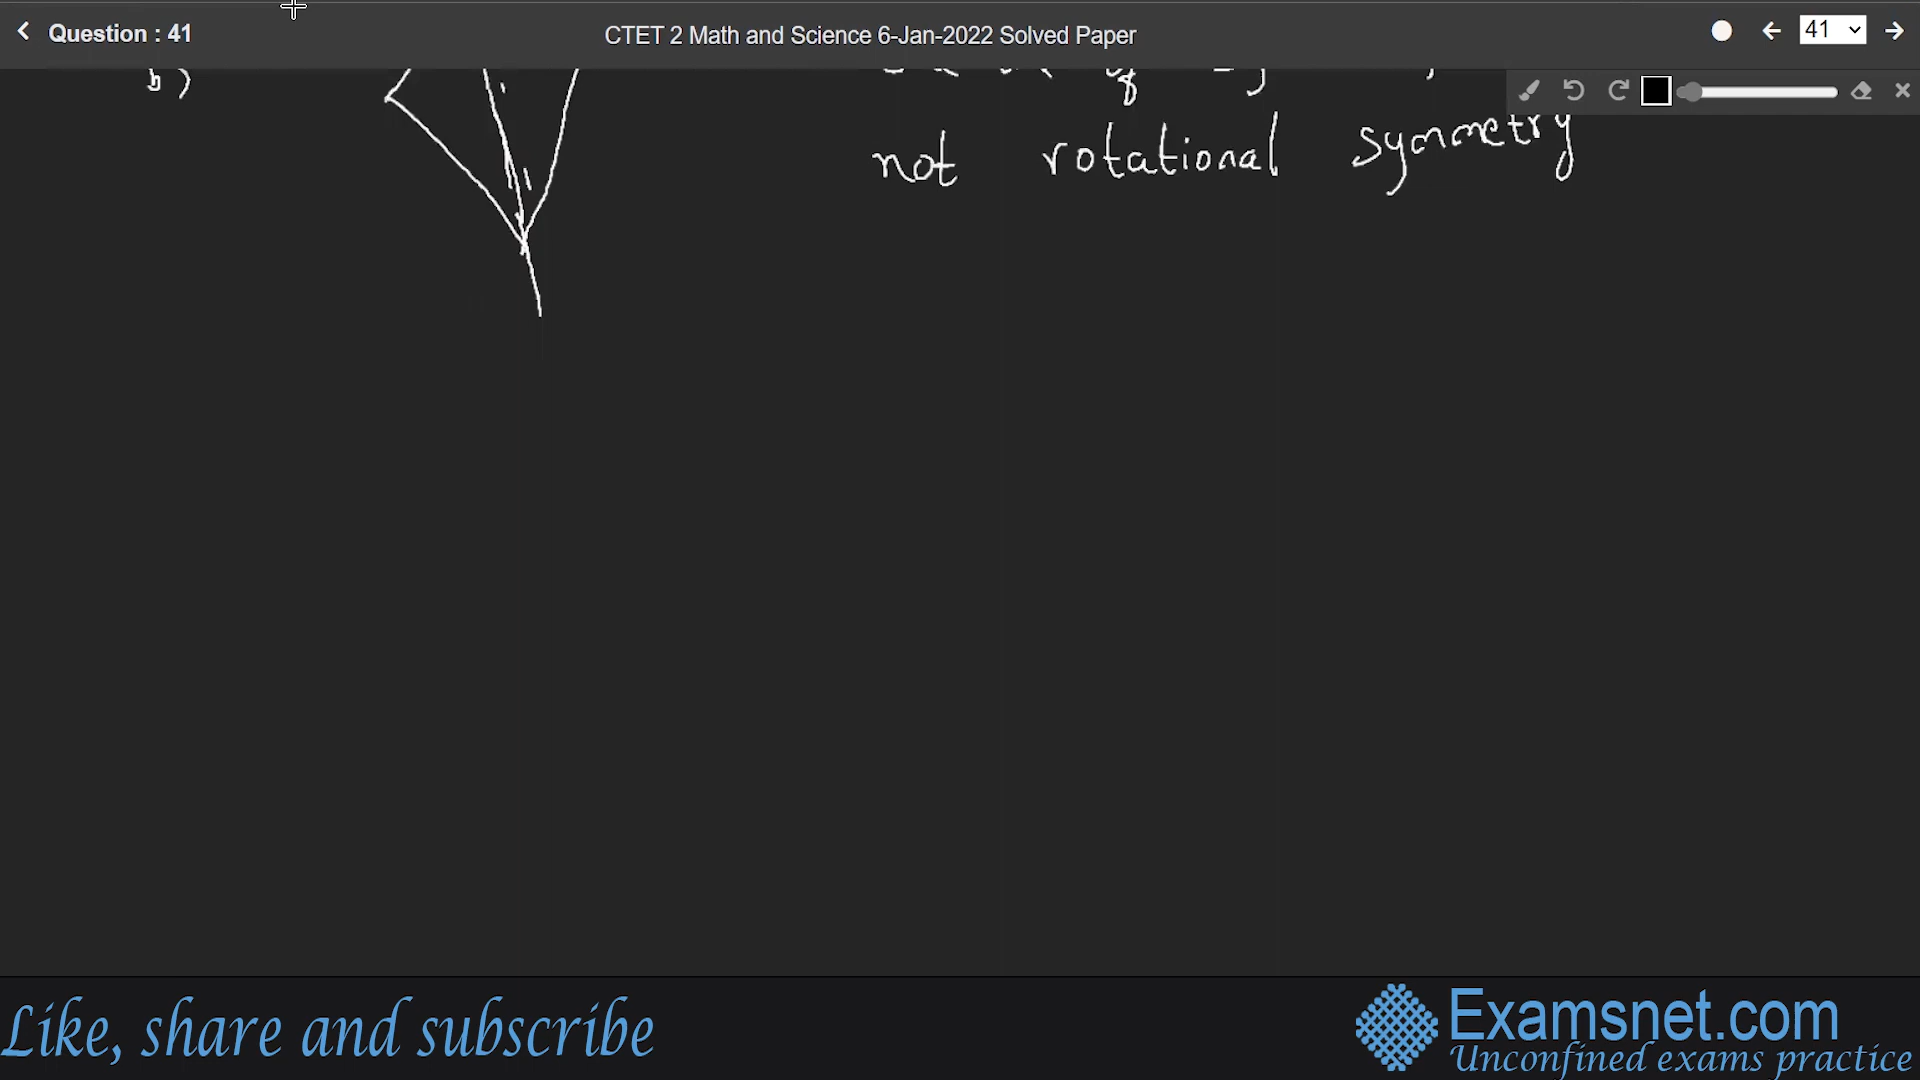 Question : 41
CTET 2 Math and Science 6-Jan-2022 Solved Paper
41
b)
not rotational symmetry
Like, share and subscribe
Examsnet.com
Unconfined exams practice